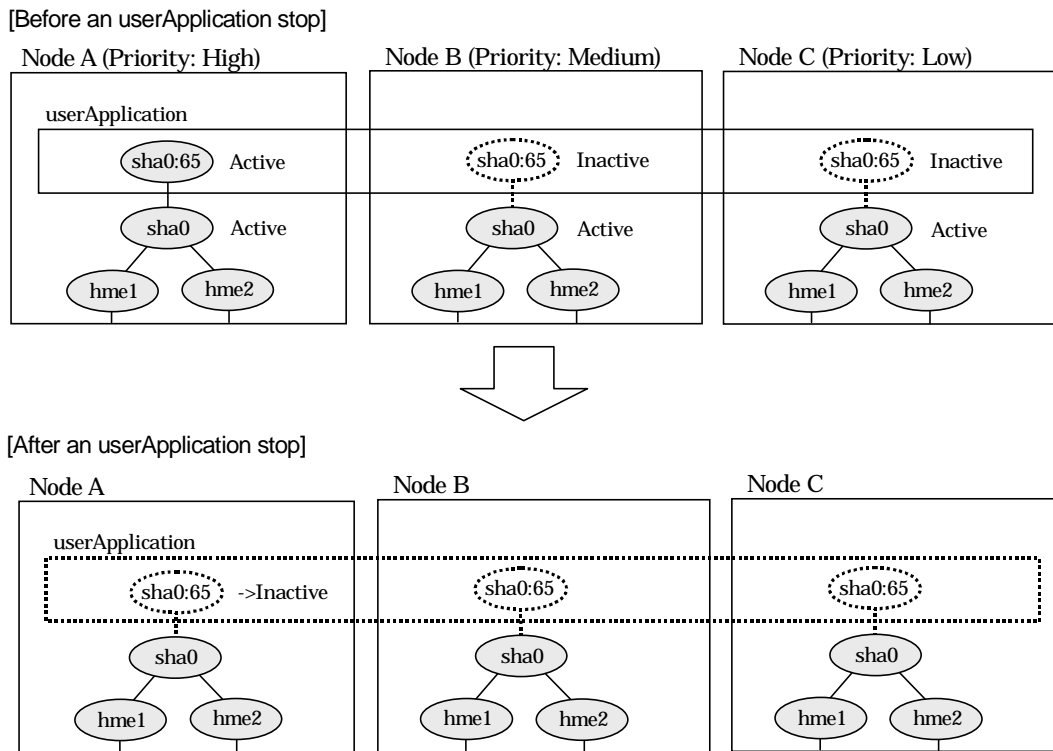 [Before an userApplication stop]
Node A (Priority: High)
Node B (Priority: Medium)
Node C (Priority: Low)
userApplication
sha0:65
Active
sha0:65
Inactive
sha0:65
Inactive
sha0
Active
sha0
Active
sha0
Active
hme1
hme2
hme1
hme2
hme1
hme2
[After an userApplication stop]
Node A
Node B
Node C
userApplication
sha0:65
->Inactive
sha0:65
sha0:65
sha0
sha0
sha0
hme1
hme2
hme1
hme2
hme1
hme2